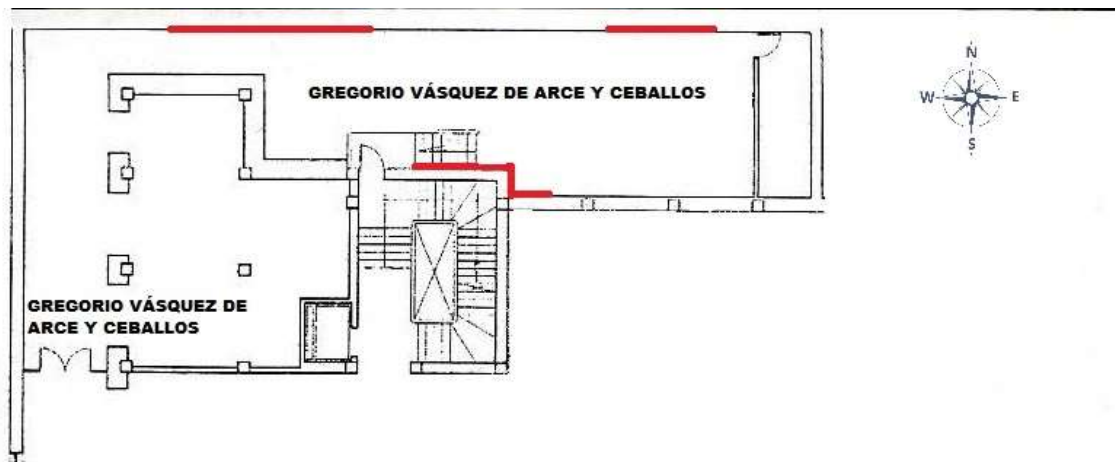 GREGORIO VÁSQUEZ DE ARCE Y CEBALLOS
N
W
E
S
GREGORIO VÁSQUEZ DE
ARCE Y CEBALLOS